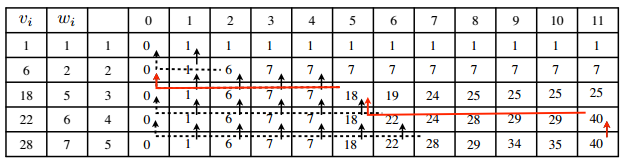 vᵢ wᵢ 0 1 2 3 4 5 6 7 8 9 10 11
1 1 1 0 1 1 1 1 1 1 1 1 1 1 1
6 2 2 0 1 6 7 7 7 7 7 7 7 7 7
18 5 3 0 1 6 7 7 18 19 24 25 25 25 25
22 6 4 0 1 6 7 7 18 22 24 28 29 29 40
28 7 5 0 1 6 7 7 18 22 28 29 34 35 40